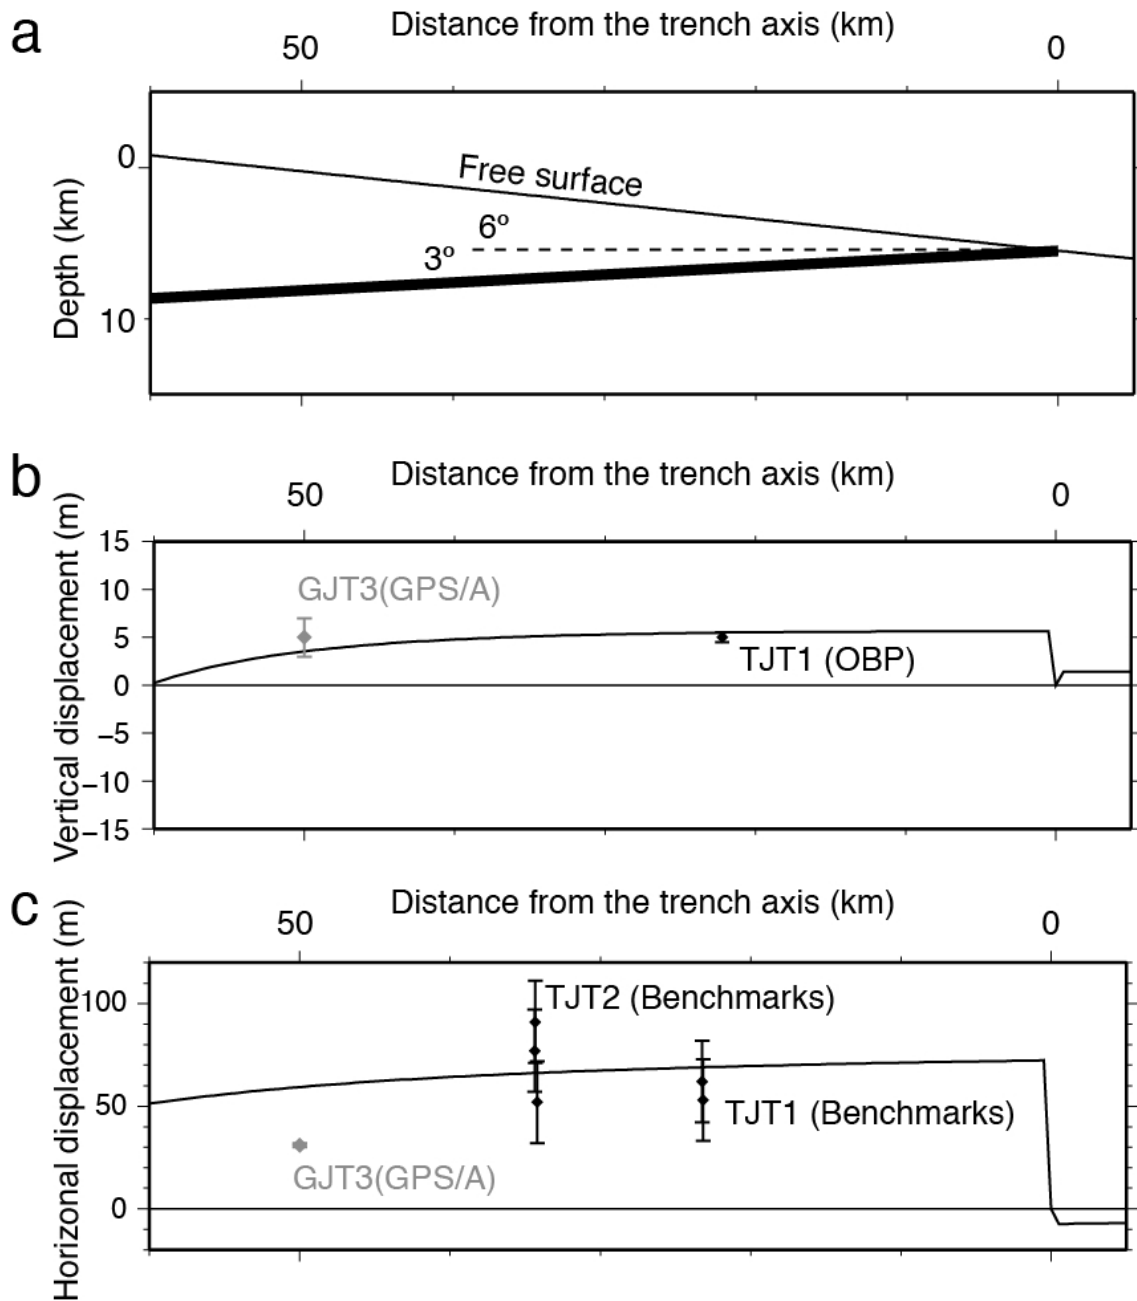 a
Distance from the trench axis (km)
50 0
Depth (km)
0
10
Free surface
6º
3º
b
Distance from the trench axis (km)
50 0
Vertical displacement (m)
15
10
5
0
−5
−10
−15
GJT3(GPS/A)
TJT1 (OBP)
c
Distance from the trench axis (km)
50 0
Horizonal displacement (m)
100
50
0
TJT2 (Benchmarks)
TJT1 (Benchmarks)
GJT3(GPS/A)